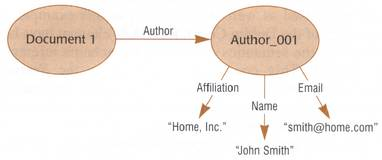 Document 1
Author
Author_001
Affiliation
Name
Email
"Home, Inc."
"John Smith"
"smith@home.com"